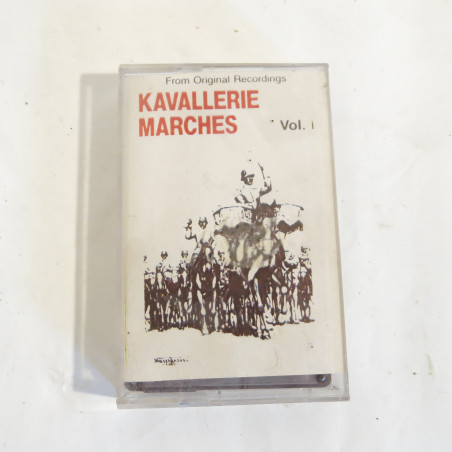 From Original Recordings
KAVALLERIE
MARCHES
Vol. I